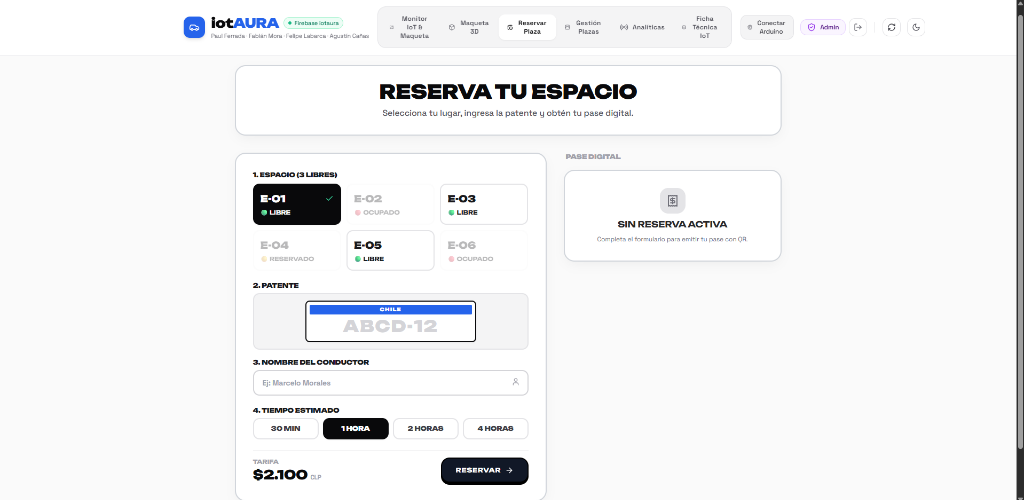 iotAURA
Firebase iotaura
Paul Ferrada · Fabián Mora · Felipe Labarca · Agustín Cañas
Monitor IoT & Maqueta
Maqueta 3D
Reservar Plaza
Gestión Plazas
Analíticas
Ficha Técnica IoT
Conectar Arduino
Admin
RESERVA TU ESPACIO
Selecciona tu lugar, ingresa la patente y obtén tu pase digital.
1. ESPACIO (3 LIBRES)
E-01
LIBRE
E-02
OCUPADO
E-03
LIBRE
E-04
RESERVADO
E-05
LIBRE
E-06
OCUPADO
2. PATENTE
CHILE
ABCD·12
3. NOMBRE DEL CONDUCTOR
Ej: Marcelo Morales
4. TIEMPO ESTIMADO
30 MIN
1 HORA
2 HORAS
4 HORAS
TARIFA
$2.100 CLP
RESERVAR
PASE DIGITAL
SIN RESERVA ACTIVA
Completa el formulario para emitir tu pase con QR.